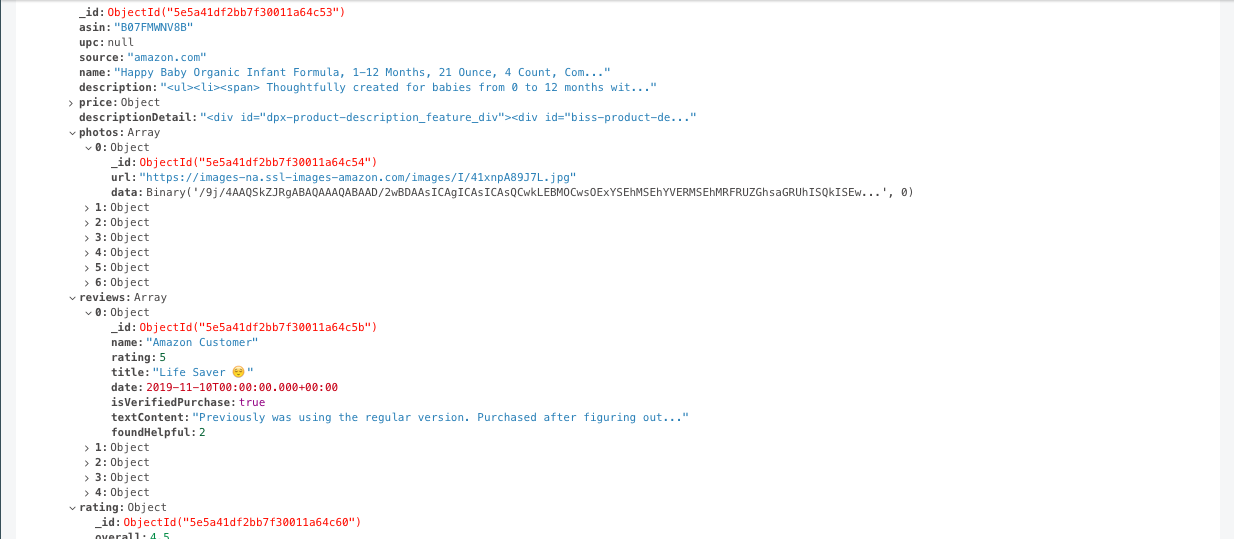 _id: ObjectId("5e5a41df2bb7f30011a64c53")
asin: "B07FMWNV8B"
upc: null
source: "amazon.com"
name: "Happy Baby Organic Infant Formula, 1-12 Months, 21 Ounce, 4 Count, Com..."
description: "<ul><li><span> Thoughtfully created for babies from 0 to 12 months wit..."
price: Object
descriptionDetail: "<div id="dpx-product-description_feature_div"><div id="biss-product-de..."
photos: Array
0: Object
_id: ObjectId("5e5a41df2bb7f30011a64c54")
url: "https://images-na.ssl-images-amazon.com/images/I/41xnpA89J7L.jpg"
data: Binary('/9j/4AAQSkZJRgABAQAAAQABAAD/2wBDAAsICAgICAsICAsQCwkLEBMOCwsOExYSEhMSEhYVERMSEhMRFRUZGhsaGRUhISQkISEw...', 0)
1: Object
2: Object
3: Object
4: Object
5: Object
6: Object
reviews: Array
0: Object
_id: ObjectId("5e5a41df2bb7f30011a64c5b")
name: "Amazon Customer"
rating: 5
title: "Life Saver 😌"
date: 2019-11-10T00:00:00.000+00:00
isVerifiedPurchase: true
textContent: "Previously was using the regular version. Purchased after figuring out..."
foundHelpful: 2
1: Object
2: Object
3: Object
4: Object
rating: Object
_id: ObjectId("5e5a41df2bb7f30011a64c60")
overall: 4.5